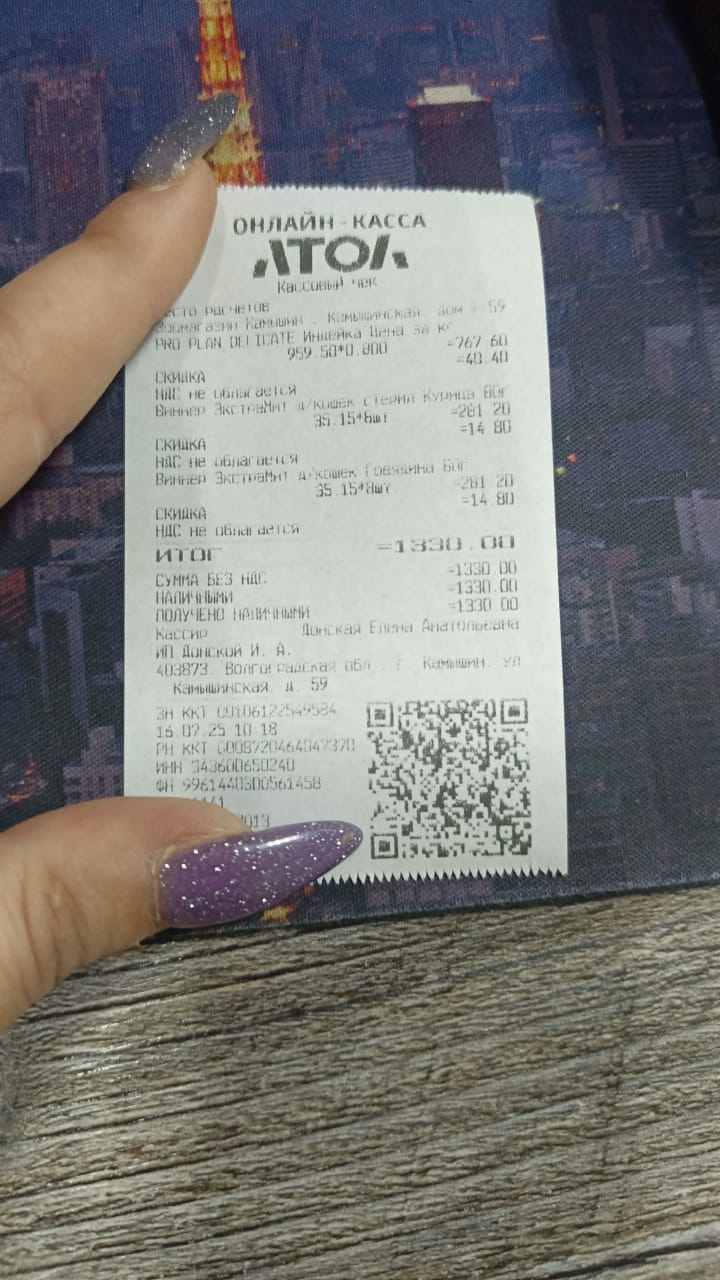 ОНЛАЙН-КАССА
АТОЛ
Кассовый чек
расчетов
Зоомагазин Камышин , Камышинская, дом 59
PRO PLAN DELICATE Индейка Цена за кг
959.50*0.800 =767.60
=40.40
СКИДКА
НДС не облагается
Виннер ЭкстраМит д/кошек стерил Курица 80г
35.15*8шт =281.20
=14.80
СКИДКА
НДС не облагается
Виннер ЭкстраМит д/кошек Говядина 80г
35.15*8шт =281.20
=14.80
СКИДКА
НДС не облагается
ИТОГ =1330.00
СУММА БЕЗ НДС =1330.00
НАЛИЧНЫМИ =1330.00
ПОЛУЧЕНО НАЛИЧНЫМИ =1330.00
Кассир Донская Елина Анатольевна
ИП Донской И. А.
403873, Волгоградская обл., г. Камышин, ул
Камышинская, д. 59
ЗН ККТ 00106122549584
16.07.25 10:18
РН ККТ 0008720464047370
ИНН 343600650240
ФН 9961440300561458